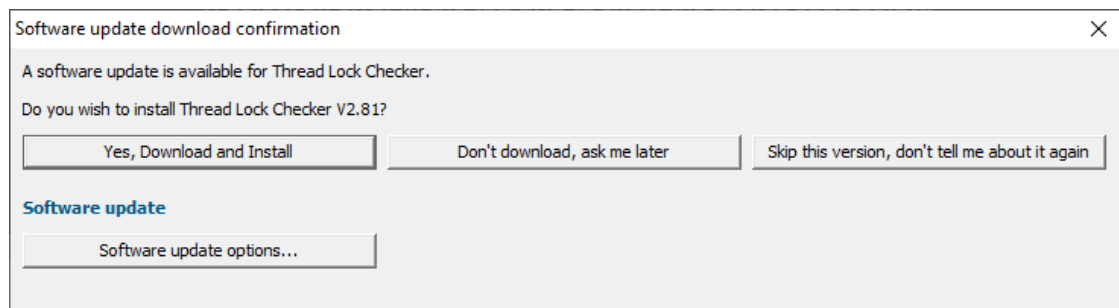 Software update download confirmation
A software update is available for Thread Lock Checker.
Do you wish to install Thread Lock Checker V2.81?
Yes, Download and Install
Don't download, ask me later
Skip this version, don't tell me about it again
Software update
Software update options...